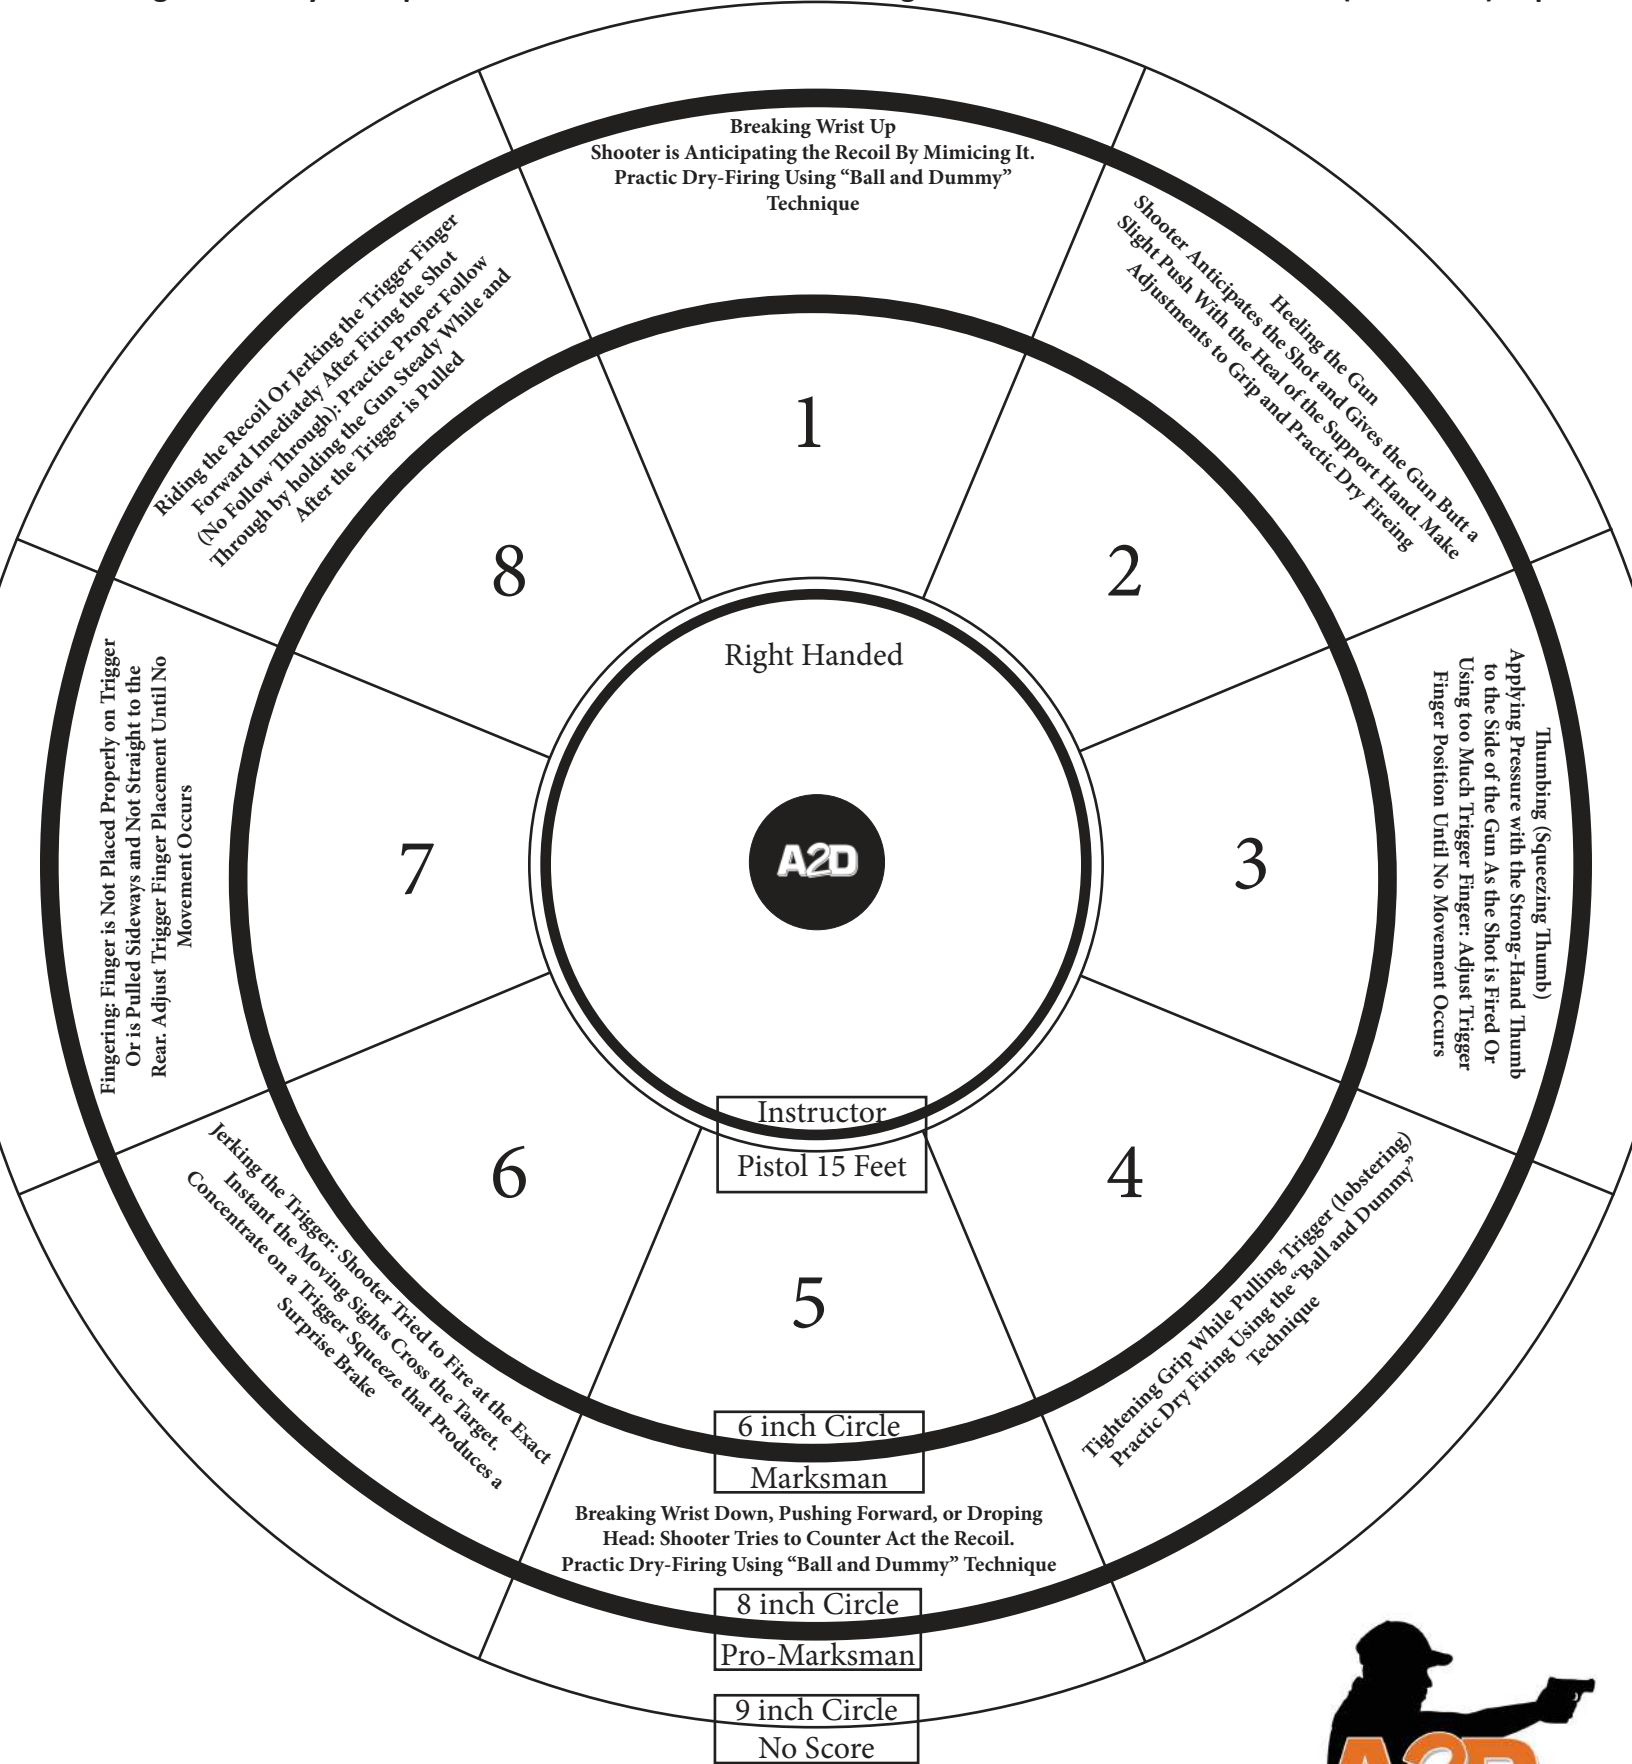 Breaking Wrist Up
Shooter is Anticipating the Recoil By Mimicing It.
Practic Dry-Firing Using “Ball and Dummy”
Technique
Heeling the Gun
Shooter Anticipates the Shot and Gives the Gun Butt a
Slight Push With the Heal of the Support Hand. Make
Adjustments to Grip and Practic Dry Fireing
Thumbing (Squeezing Thumb)
Applying Pressure with the Strong-Hand Thumb
to the Side of the Gun As the Shot is Fired Or
Using too Much Trigger Finger: Adjust Trigger
Finger Position Until No Movement Occurs
Tightening Grip While Pulling Trigger (lobstering)
Practic Dry Firing Using the “Ball and Dummy”
Technique
Breaking Wrist Down, Pushing Forward, or Droping
Head: Shooter Tries to Counter Act the Recoil.
Practic Dry-Firing Using “Ball and Dummy” Technique
Jerking the Trigger: Shooter Tried to Fire at the Exact
Instant the Moving Sights Cross the Target.
Concentrate on a Trigger Squeeze that Produces a
Surprise Brake
Fingering: Finger is Not Placed Properly on Trigger
Or is Pulled Sideways and Not Straight to the
Rear. Adjust Trigger Finger Placement Until No
Movement Occurs
Riding the Recoil Or Jerking the Trigger Finger
Forward Imediately After Firing the Shot
(No Follow Through): Practice Proper Follow
Through by holding the Gun Steady While and
After the Trigger is Pulled
1
2
3
4
5
6
7
8
Right Handed
A2D
Instructor
Pistol 15 Feet
6 inch Circle
Marksman
8 inch Circle
Pro-Marksman
9 inch Circle
No Score
A2D